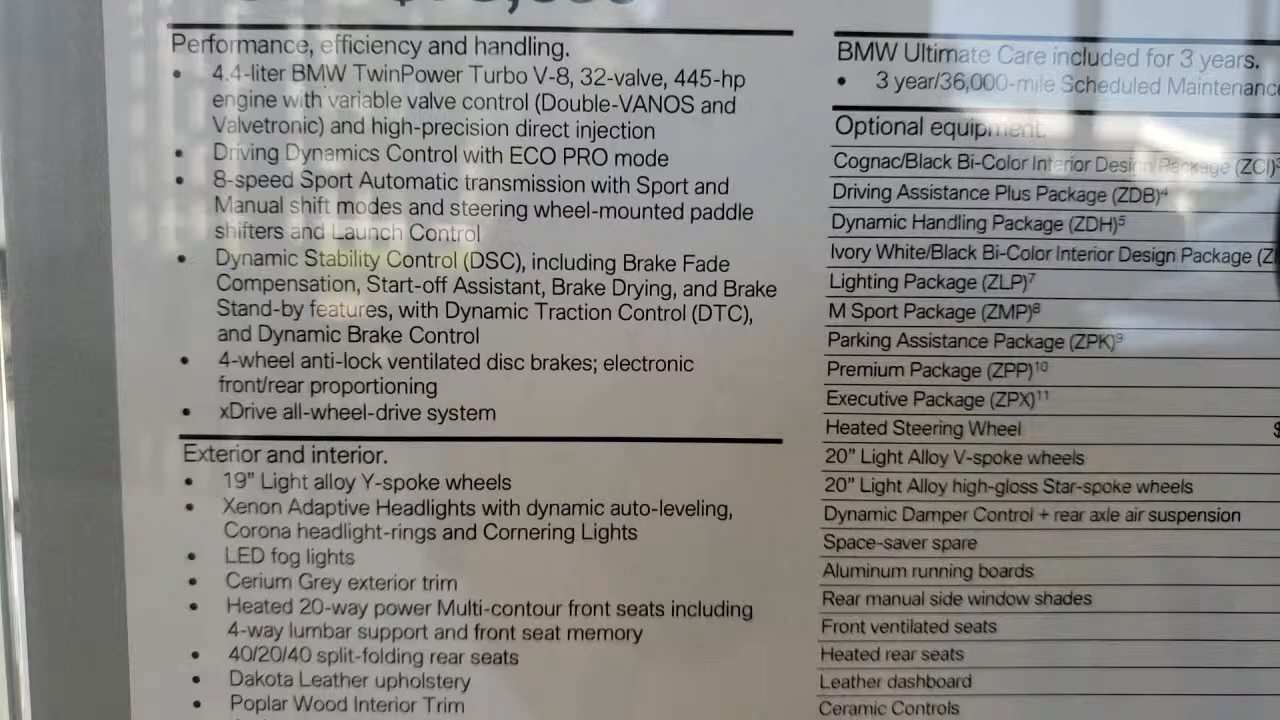 Performance, efficiency and handling.
• 4.4-liter BMW TwinPower Turbo V-8, 32-valve, 445-hp
engine with variable valve control (Double-VANOS and
Valvetronic) and high-precision direct injection
• Driving Dynamics Control with ECO PRO mode
• 8-speed Sport Automatic transmission with Sport and
Manual shift modes and steering wheel-mounted paddle
shifters and Launch Control
• Dynamic Stability Control (DSC), including Brake Fade
Compensation, Start-off Assistant, Brake Drying, and Brake
Stand-by features, with Dynamic Traction Control (DTC),
and Dynamic Brake Control
• 4-wheel anti-lock ventilated disc brakes; electronic
front/rear proportioning
• xDrive all-wheel-drive system
Exterior and interior.
• 19" Light alloy Y-spoke wheels
• Xenon Adaptive Headlights with dynamic auto-leveling,
Corona headlight-rings and Cornering Lights
• LED fog lights
• Cerium Grey exterior trim
• Heated 20-way power Multi-contour front seats including
4-way lumbar support and front seat memory
• 40/20/40 split-folding rear seats
• Dakota Leather upholstery
• Poplar Wood Interior Trim
BMW Ultimate Care included for 3 years.
• 3 year/36,000-mile Scheduled Maintenance
Optional equipment.
Cognac/Black Bi-Color Interior Design Package (ZCI)³
Driving Assistance Plus Package (ZDB)⁴
Dynamic Handling Package (ZDH)⁵
Ivory White/Black Bi-Color Interior Design Package
Lighting Package (ZLP)⁷
M Sport Package (ZMP)⁸
Parking Assistance Package (ZPK)⁹
Premium Package (ZPP)¹⁰
Executive Package (ZPX)¹¹
Heated Steering Wheel $
20" Light Alloy V-spoke wheels
20" Light Alloy high-gloss Star-spoke wheels
Dynamic Damper Control + rear axle air suspension
Space-saver spare
Aluminum running boards
Rear manual side window shades
Front ventilated seats
Heated rear seats
Leather dashboard
Ceramic Controls